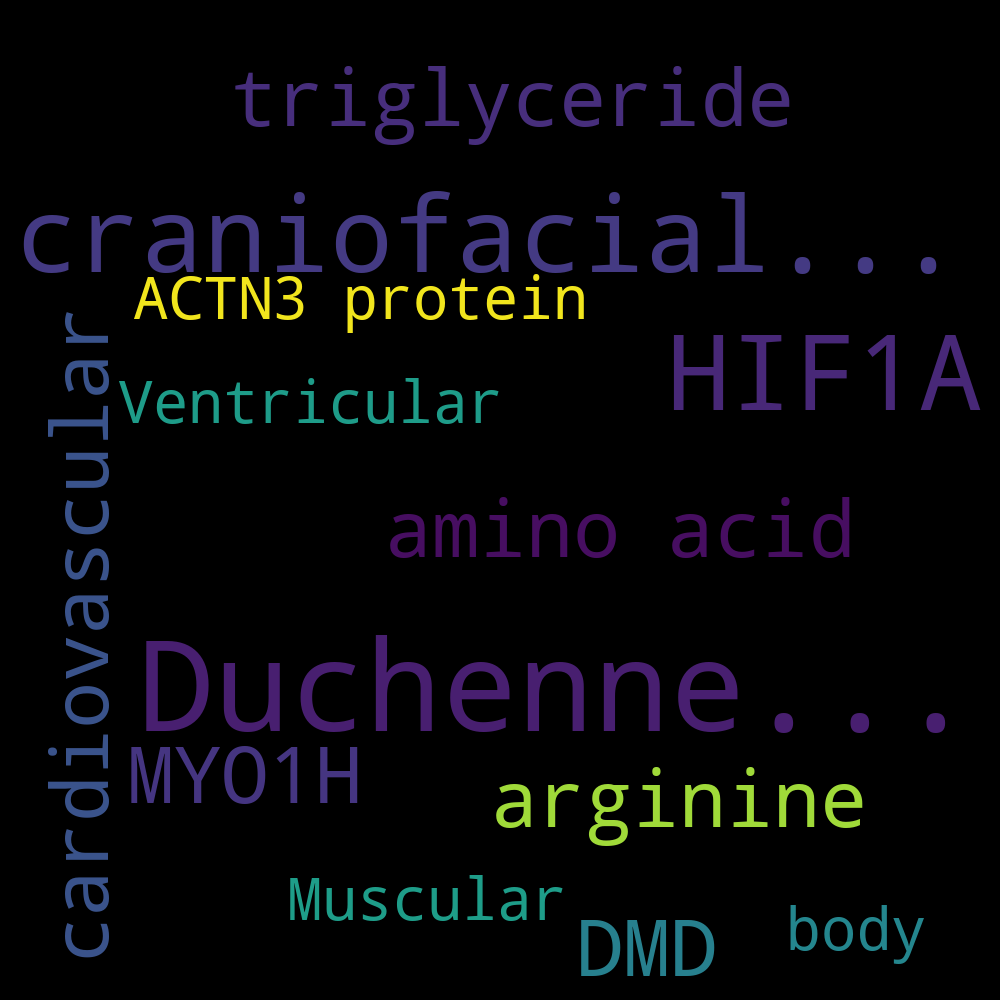 triglyceride
craniofacial...
ACTN3 protein
HIF1A
Ventricular
cardiovascular
amino acid
Duchenne...
MYO1H
arginine
Muscular
DMD
body